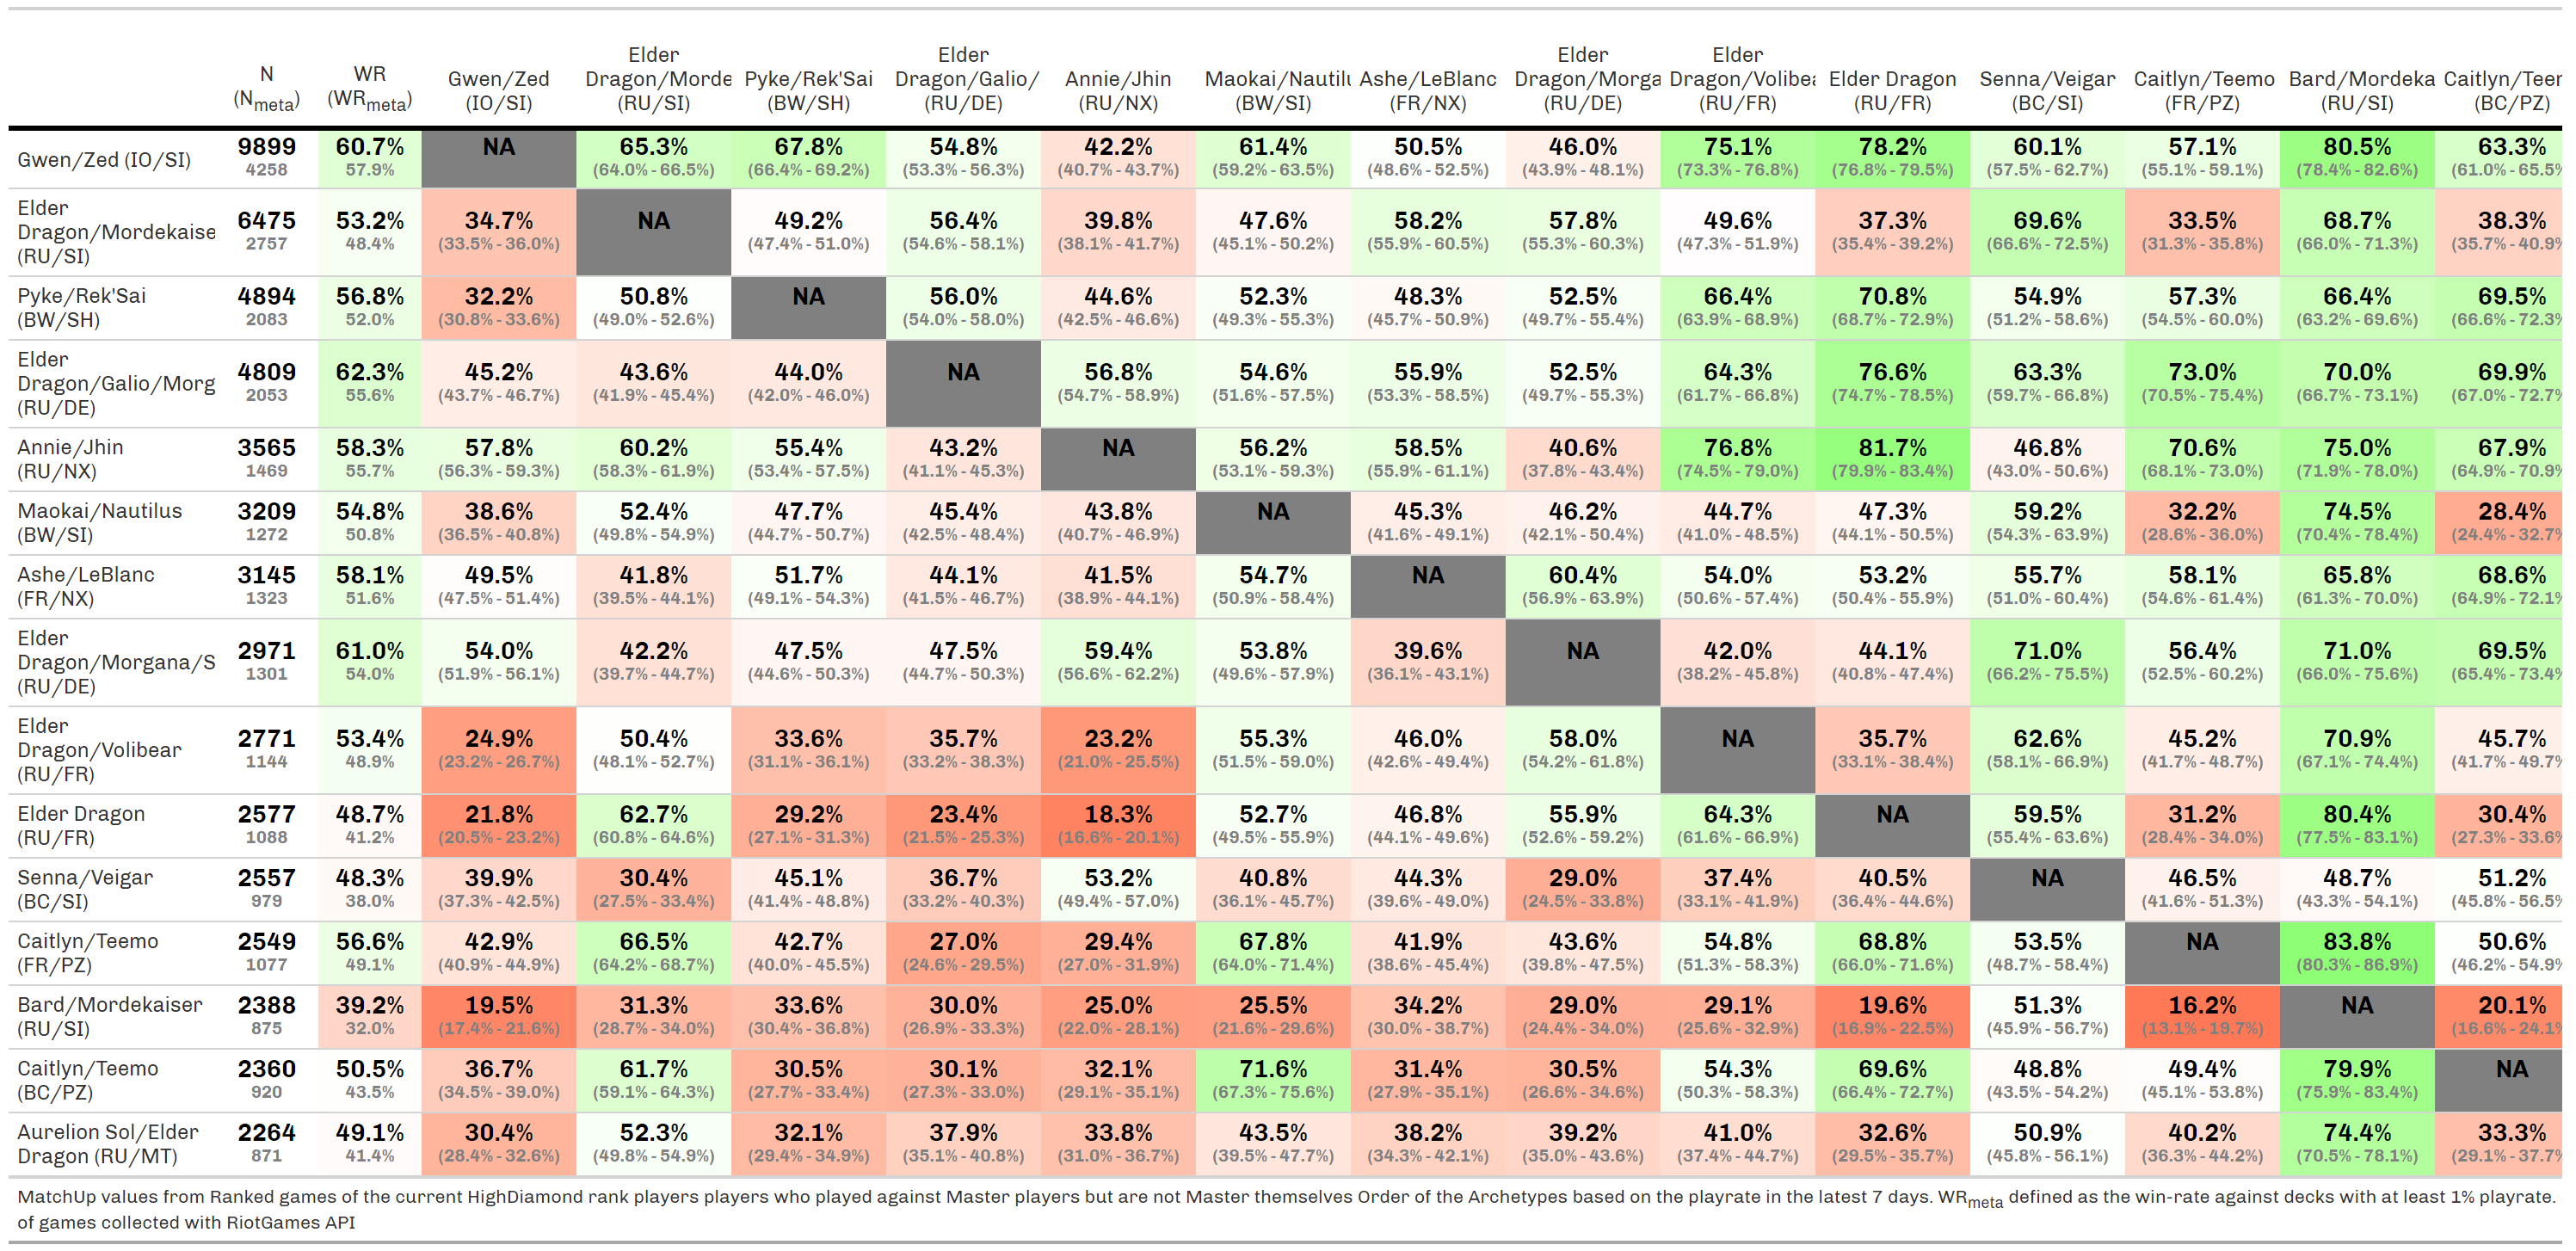 Elder Elder Elder Elder
N WR Gwen/Zed Dragon/Morde Pyke/Rek'Sai Dragon/Galio/ Annie/Jhin Maokai/Nautilu Ashe/LeBlanc Dragon/Morga Dragon/Volibea Elder Dragon Senna/Veigar Caitlyn/Teemo Bard/Mordeka Caitlyn/Teer
(Nmeta) (WRmeta) (IO/SI) (RU/SI) (BW/SH) (RU/DE) (RU/NX) (BW/SI) (FR/NX) (RU/DE) (RU/FR) (RU/FR) (BC/SI) (FR/PZ) (RU/SI) (BC/PZ)
Gwen/Zed (IO/SI) 9899 60.7% NA 65.3% 67.8% 54.8% 42.2% 61.4% 50.5% 46.0% 75.1% 78.2% 60.1% 57.1% 80.5% 63.3%
4258 57.9% (64.0% - 66.5%) (66.4% - 69.2%) (53.3% - 56.3%) (40.7% - 43.7%) (59.2% - 63.5%) (48.6% - 52.5%) (43.9% - 48.1%) (73.3% - 76.8%) (76.8% - 79.5%) (57.5% - 62.7%) (55.1% - 59.1%) (78.4% - 82.6%) (61.0% - 65.5%
Elder
Dragon/Mordekaise 6475 53.2% 34.7% NA 49.2% 56.4% 39.8% 47.6% 58.2% 57.8% 49.6% 37.3% 69.6% 33.5% 68.7% 38.3%
(RU/SI) 2757 48.4% (33.5% - 36.0%) (47.4% - 51.0%) (54.6% - 58.1%) (38.1% - 41.7%) (45.1% - 50.2%) (55.9% - 60.5%) (55.3% - 60.3%) (47.3% - 51.9%) (35.4% - 39.2%) (66.6% - 72.5%) (31.3% - 35.8%) (66.0% - 71.3%) (35.7% - 40.9%
Pyke/Rek'Sai 4894 56.8% 32.2% 50.8% NA 56.0% 44.6% 52.3% 48.3% 52.5% 66.4% 70.8% 54.9% 57.3% 66.4% 69.5%
(BW/SH) 2083 52.0% (30.8% - 33.6%) (49.0% - 52.6%) (54.0% - 58.0%) (42.5% - 46.6%) (49.3% - 55.3%) (45.7% - 50.9%) (49.7% - 55.4%) (63.9% - 68.9%) (68.7% - 72.9%) (51.2% - 58.6%) (54.5% - 60.0%) (63.2% - 69.6%) (66.6% - 72.3%
Elder
Dragon/Galio/Morg 4809 62.3% 45.2% 43.6% 44.0% NA 56.8% 54.6% 55.9% 52.5% 64.3% 76.6% 63.3% 73.0% 70.0% 69.9%
(RU/DE) 2053 55.6% (43.7% - 46.7%) (41.9% - 45.4%) (42.0% - 46.0%) (54.7% - 58.9%) (51.6% - 57.5%) (53.3% - 58.5%) (49.7% - 55.3%) (61.7% - 66.8%) (74.7% - 78.5%) (59.7% - 66.8%) (70.5% - 75.4%) (66.7% - 73.1%) (67.0% - 72.7%
Annie/Jhin 3565 58.3% 57.8% 60.2% 55.4% 43.2% NA 56.2% 58.5% 40.6% 76.8% 81.7% 46.8% 70.6% 75.0% 67.9%
(RU/NX) 1469 55.7% (56.3% - 59.3%) (58.3% - 61.9%) (53.4% - 57.5%) (41.1% - 45.3%) (53.1% - 59.3%) (55.9% - 61.1%) (37.8% - 43.4%) (74.5% - 79.0%) (79.9% - 83.4%) (43.0% - 50.6%) (68.1% - 73.0%) (71.9% - 78.0%) (64.9% - 70.9%
Maokai/Nautilus 3209 54.8% 38.6% 52.4% 47.7% 45.4% 43.8% NA 45.3% 46.2% 44.7% 47.3% 59.2% 32.2% 74.5% 28.4%
(BW/SI) 1272 50.8% (36.5% - 40.8%) (49.8% - 54.9%) (44.7% - 50.7%) (42.5% - 48.4%) (40.7% - 46.9%) (41.6% - 49.1%) (42.1% - 50.4%) (41.0% - 48.5%) (44.1% - 50.5%) (54.3% - 63.9%) (28.6% - 36.0%) (70.4% - 78.4%) (24.4% - 32.7%
Ashe/LeBlanc 3145 58.1% 49.5% 41.8% 51.7% 44.1% 41.5% 54.7% NA 60.4% 54.0% 53.2% 55.7% 58.1% 65.8% 68.6%
(FR/NX) 1323 51.6% (47.5% - 51.4%) (39.5% - 44.1%) (49.1% - 54.3%) (41.5% - 46.7%) (38.9% - 44.1%) (50.9% - 58.4%) (56.9% - 63.9%) (50.6% - 57.4%) (50.4% - 55.9%) (51.0% - 60.4%) (54.6% - 61.4%) (61.3% - 70.0%) (64.9% - 72.1%
Elder
Dragon/Morgana/S 2971 61.0% 54.0% 42.2% 47.5% 47.5% 59.4% 53.8% 39.6% NA 42.0% 44.1% 71.0% 56.4% 71.0% 69.5%
(RU/DE) 1301 54.0% (51.9% - 56.1%) (39.7% - 44.7%) (44.6% - 50.3%) (44.7% - 50.3%) (56.6% - 62.2%) (49.6% - 57.9%) (36.1% - 43.1%) (38.2% - 45.8%) (40.8% - 47.4%) (66.2% - 75.5%) (52.5% - 60.2%) (66.0% - 75.6%) (65.4% - 73.4%
Elder
Dragon/Volibear 2771 53.4% 24.9% 50.4% 33.6% 35.7% 23.2% 55.3% 46.0% 58.0% NA 35.7% 62.6% 45.2% 70.9% 45.7%
(RU/FR) 1144 48.9% (23.2% - 26.7%) (48.1% - 52.7%) (31.1% - 36.1%) (33.2% - 38.3%) (21.0% - 25.5%) (51.5% - 59.0%) (42.6% - 49.4%) (54.2% - 61.8%) (33.1% - 38.4%) (58.1% - 66.9%) (41.7% - 48.7%) (67.1% - 74.4%) (41.7% - 49.7%
Elder Dragon 2577 48.7% 21.8% 62.7% 29.2% 23.4% 18.3% 52.7% 46.8% 55.9% 64.3% NA 59.5% 31.2% 80.4% 30.4%
(RU/FR) 1088 41.2% (20.5% - 23.2%) (60.8% - 64.6%) (27.1% - 31.3%) (21.5% - 25.3%) (16.6% - 20.1%) (49.5% - 55.9%) (44.1% - 49.6%) (52.6% - 59.2%) (61.6% - 66.9%) (55.4% - 63.6%) (28.4% - 34.0%) (77.5% - 83.1%) (27.3% - 33.6%
Senna/Veigar 2557 48.3% 39.9% 30.4% 45.1% 36.7% 53.2% 40.8% 44.3% 29.0% 37.4% 40.5% NA 46.5% 48.7% 51.2%
(BC/SI) 979 38.0% (37.3% - 42.5%) (27.5% - 33.4%) (41.4% - 48.8%) (33.2% - 40.3%) (49.4% - 57.0%) (36.1% - 45.7%) (39.6% - 49.0%) (24.5% - 33.8%) (33.1% - 41.9%) (36.4% - 44.6%) (41.6% - 51.3%) (43.3% - 54.1%) (45.8% - 56.5%
Caitlyn/Teemo 2549 56.6% 42.9% 66.5% 42.7% 27.0% 29.4% 67.8% 41.9% 43.6% 54.8% 68.8% 53.5% NA 83.8% 50.6%
(FR/PZ) 1077 49.1% (40.9% - 44.9%) (64.2% - 68.7%) (40.0% - 45.5%) (24.6% - 29.5%) (27.0% - 31.9%) (64.0% - 71.4%) (38.6% - 45.4%) (39.8% - 47.5%) (51.3% - 58.3%) (66.0% - 71.6%) (48.7% - 58.4%) (80.3% - 86.9%) (46.2% - 54.9%
Bard/Mordekaiser 2388 39.2% 19.5% 31.3% 33.6% 30.0% 25.0% 25.5% 34.2% 29.0% 29.1% 19.6% 51.3% 16.2% NA 20.1%
(RU/SI) 875 32.0% (17.4% - 21.6%) (28.7% - 34.0%) (30.4% - 36.8%) (26.9% - 33.3%) (22.0% - 28.1%) (21.6% - 29.6%) (30.0% - 38.7%) (24.4% - 34.0%) (25.6% - 32.9%) (16.9% - 22.5%) (45.9% - 56.7%) (13.1% - 19.7%) (16.6% - 24.1%
Caitlyn/Teemo 2360 50.5% 36.7% 61.7% 30.5% 30.1% 32.1% 71.6% 31.4% 30.5% 54.3% 69.6% 48.8% 49.4% 79.9% NA
(BC/PZ) 920 43.5% (34.5% - 39.0%) (59.1% - 64.3%) (27.7% - 33.4%) (27.3% - 33.0%) (29.1% - 35.1%) (67.3% - 75.6%) (27.9% - 35.1%) (26.6% - 34.6%) (50.3% - 58.3%) (66.4% - 72.7%) (43.5% - 54.2%) (45.1% - 53.8%) (75.9% - 83.4%)
Aurelion Sol/Elder 2264 49.1% 30.4% 52.3% 32.1% 37.9% 33.8% 43.5% 38.2% 39.2% 41.0% 32.6% 50.9% 40.2% 74.4% 33.3%
Dragon (RU/MT) 871 41.4% (28.4% - 32.6%) (49.8% - 54.9%) (29.4% - 34.9%) (35.1% - 40.8%) (31.0% - 36.7%) (39.5% - 47.7%) (34.3% - 42.1%) (35.0% - 43.6%) (37.4% - 44.7%) (29.5% - 35.7%) (45.8% - 56.1%) (36.3% - 44.2%) (70.5% - 78.1%) (29.1% - 37.7%
MatchUp values from Ranked games of the current HighDiamond rank players players who played against Master players but are not Master themselves Order of the Archetypes based on the playrate in the latest 7 days. WRmeta defined as the win-rate against decks with at least 1% playrate.
of games collected with RiotGames API